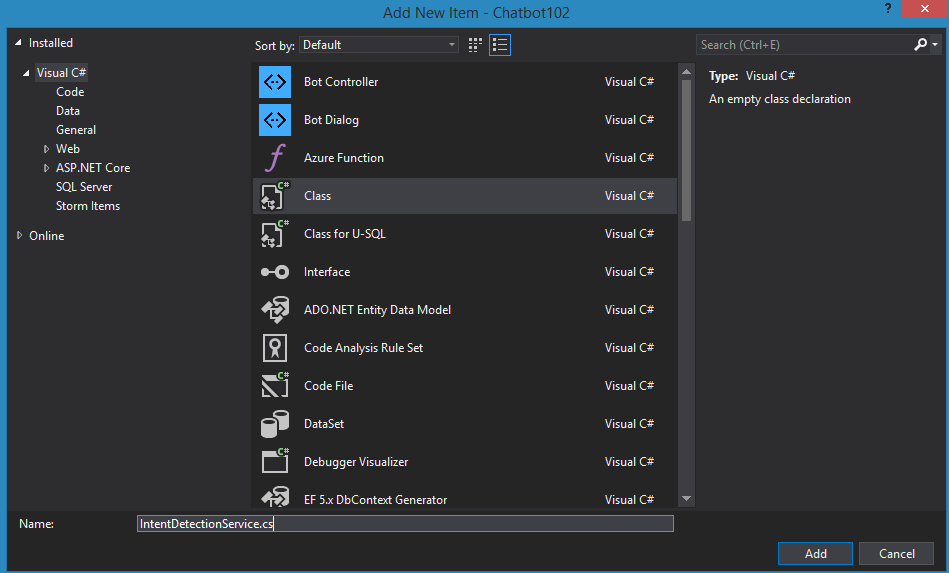 Add New Item - Chatbot102
?
Installed
Visual C#
Code
Data
General
Web
ASP.NET Core
SQL Server
Storm Items
Online
Sort by: Default
Bot Controller Visual C#
Bot Dialog Visual C#
Azure Function Visual C#
C# Class Visual C#
C# Class for U-SQL Visual C#
Interface Visual C#
ADO.NET Entity Data Model Visual C#
Code Analysis Rule Set Visual C#
C# Code File Visual C#
DataSet Visual C#
C# Debugger Visualizer Visual C#
EF 5.x DbContext Generator Visual C#
Search (Ctrl+E)
Type: Visual C#
An empty class declaration
Name: IntentDetectionService.cs
Add Cancel